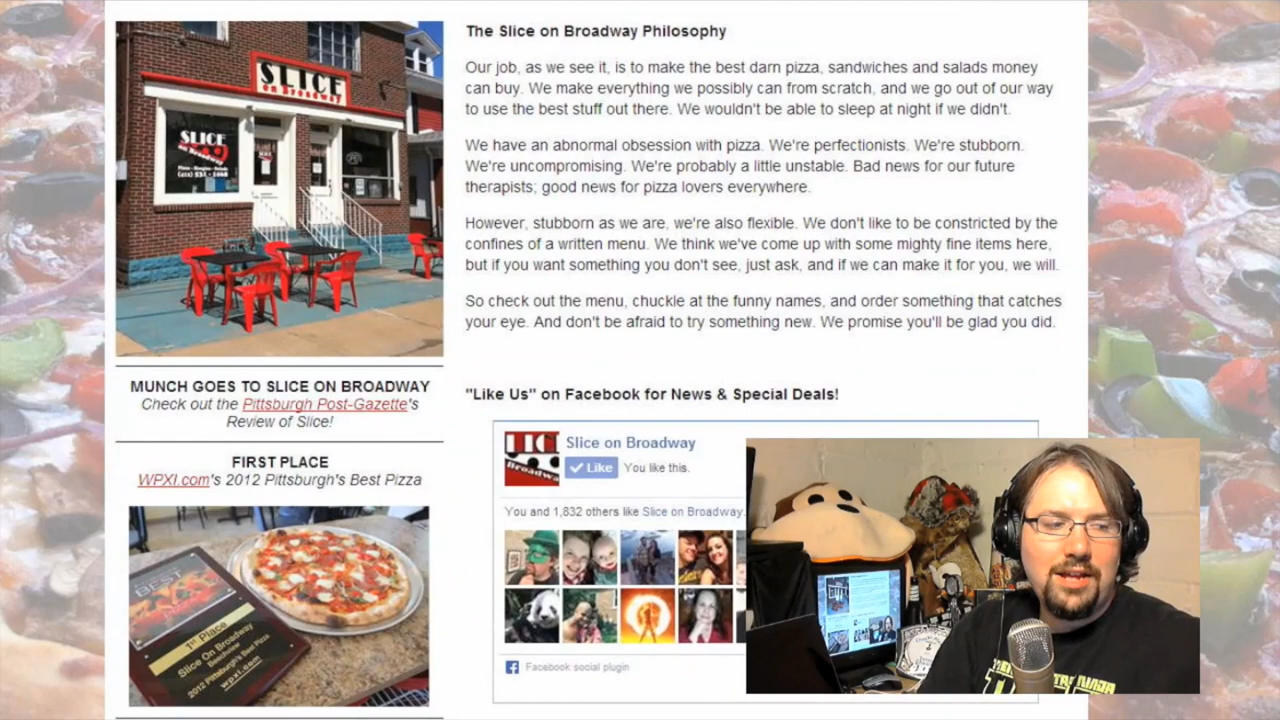 SLICE
on Broadway
SLICE
on Broadway
The Slice on Broadway Philosophy
Our job, as we see it, is to make the best darn pizza, sandwiches and salads money
can buy. We make everything we possibly can from scratch, and we go out of our way
to use the best stuff out there. We wouldn't be able to sleep at night if we didn't.
We have an abnormal obsession with pizza. We're perfectionists. We're stubborn.
We're uncompromising. We're probably a little unstable. Bad news for our future
therapists; good news for pizza lovers everywhere.
However, stubborn as we are, we're also flexible. We don't like to be constricted by the
confines of a written menu. We think we've come up with some mighty fine items here,
but if you want something you don't see, just ask, and if we can make it for you, we will.
So check out the menu, chuckle at the funny names, and order something that catches
your eye. And don't be afraid to try something new. We promise you'll be glad you did.
MUNCH GOES TO SLICE ON BROADWAY
Check out the Pittsburgh Post-Gazette's
Review of Slice!
FIRST PLACE
WPXI.com's 2012 Pittsburgh's Best Pizza
BEST
1st Place
Slice On Broadway
Beechview
2012 Pittsburgh's Best Pizza
wpxi.com
"Like Us" on Facebook for News & Special Deals!
Slice on Broadway
Like You like this.
You and 1,832 others like Slice on Broadway.
Facebook social plugin